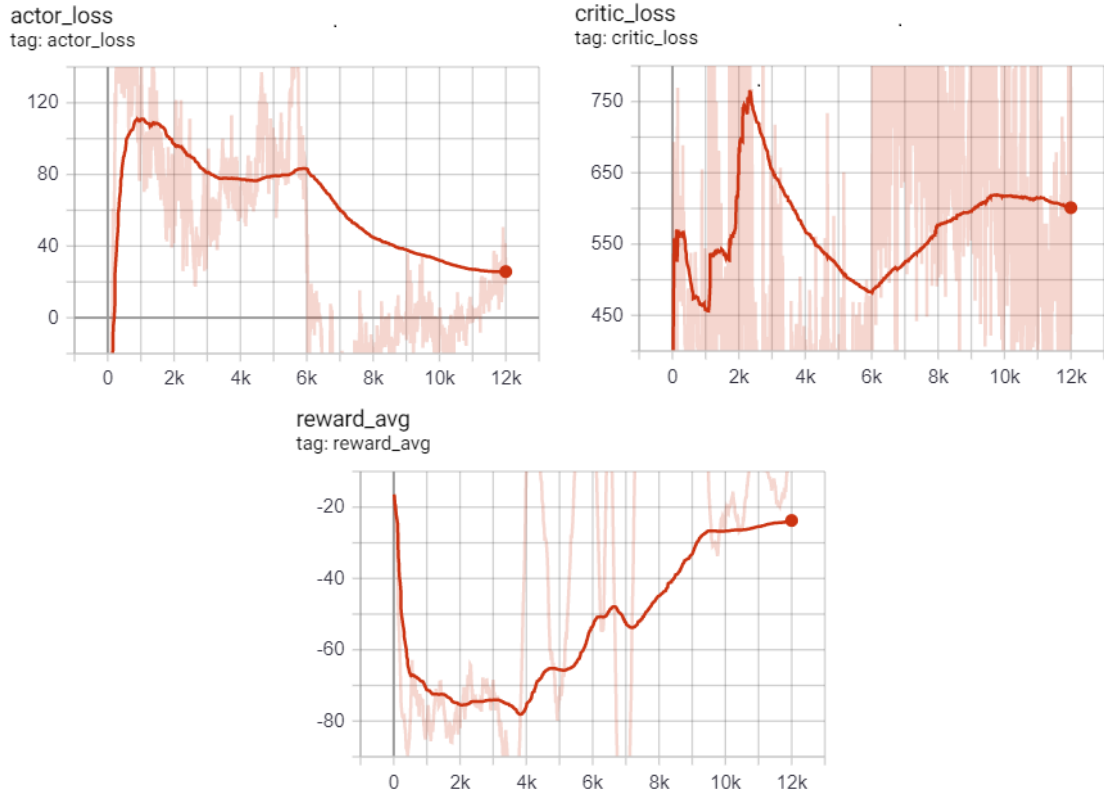 actor_loss
tag: actor_loss
120
80
40
0
0 2k 4k 6k 8k 10k 12k
critic_loss
tag: critic_loss
750
650
550
450
0 2k 4k 6k 8k 10k 12k
reward_avg
tag: reward_avg
-20
-40
-60
-80
0 2k 4k 6k 8k 10k 12k